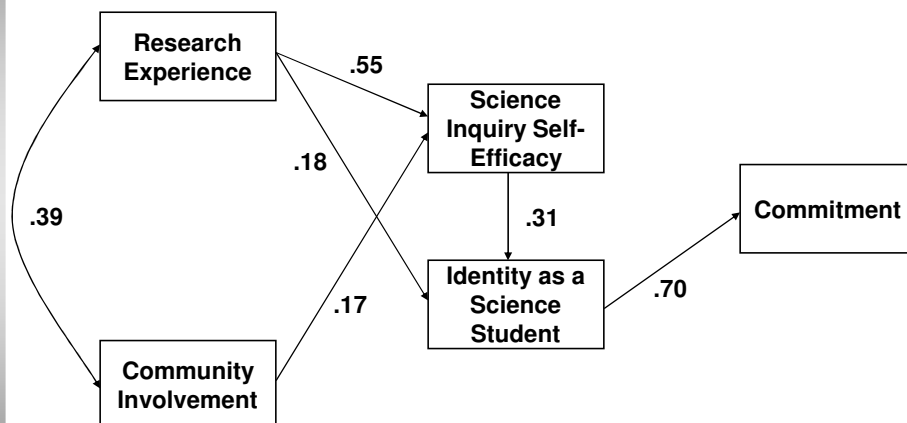 Research
Experience
.55
Science
Inquiry Self-
Efficacy
.18
Commitment
.39
.31
Identity as a
Science
Student
.70
.17
Community
Involvement